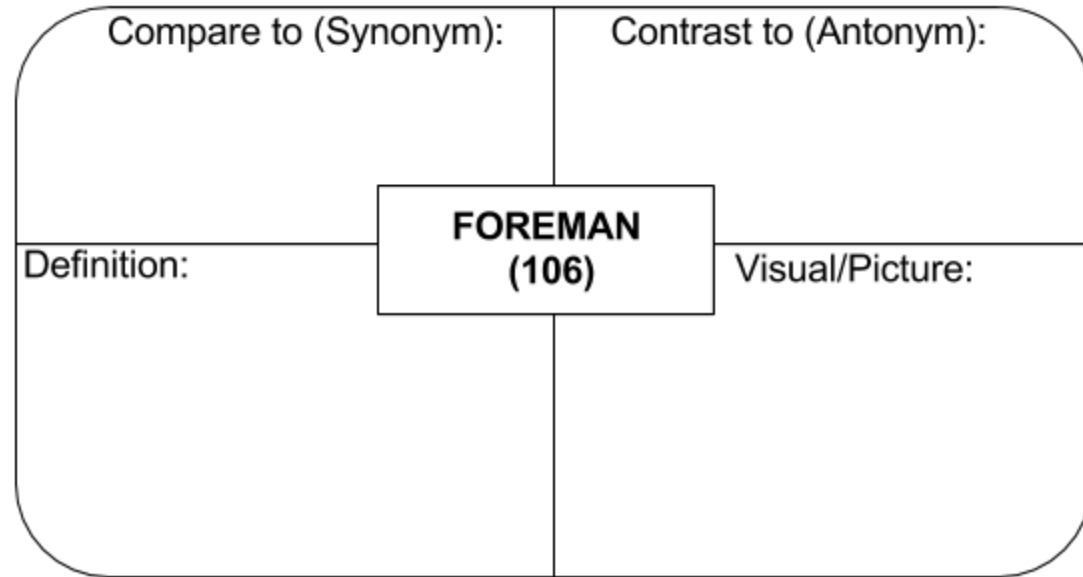 Compare to (Synonym):
Contrast to (Antonym):
FOREMAN
(106)
Definition:
Visual/Picture: